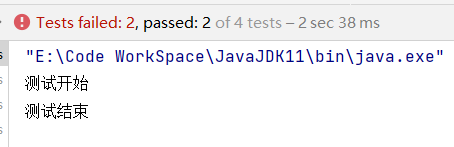 Tests failed: 2, passed: 2 of 4 tests – 2 sec 38 ms
"E:\Code WorkSpace\JavaJDK11\bin\java.exe"
测试开始
测试结束